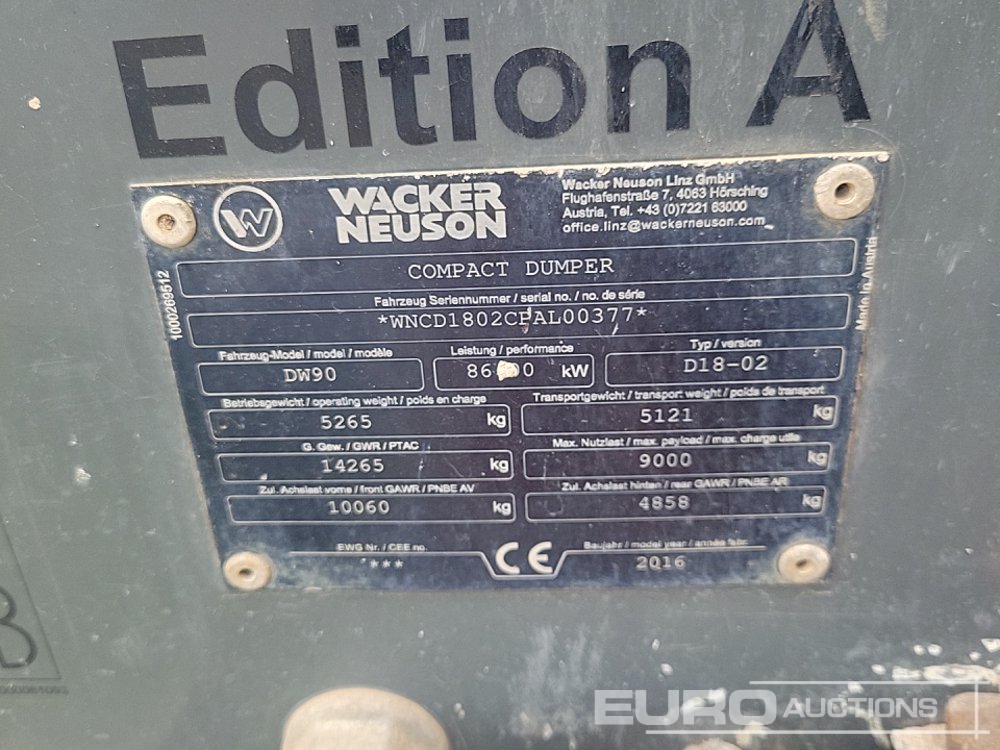 Edition A
WACKER
NEUSON
Wacker Neuson Linz GmbH
Flughafenstraße 7, 4063 Hörsching
Austria, Tel. +43 (0)7221 63000
office.linz@wackerneuson.com
COMPACT DUMPER
Fahrzeug Seriennummer / serial no. / no. de série
*WNCD1802CPAL00377*
1000269512
Made in Austria
Fahrzeug-Model / model / modèle
DW90
Leistung / performance
kW
Typ / version
D18-02
Betriebsgewicht / operating weight / poids en charge
5265 kg
Transportgewicht / transport weight / poids de transport
5121 kg
G. Gew. / GWR / PTAC
14265 kg
Max. Nutzlast / max. payload / max. charge utile
9000 kg
Zul. Achslast vorne / front GAWR / PNBE AV
10060 kg
Zul. Achslast hinten / rear GAWR / PNBE AR
4858 kg
EWG Nr. / CEE no.
***
CE
Baujahr / model year / année fabr.
2016
EURO AUCTIONS